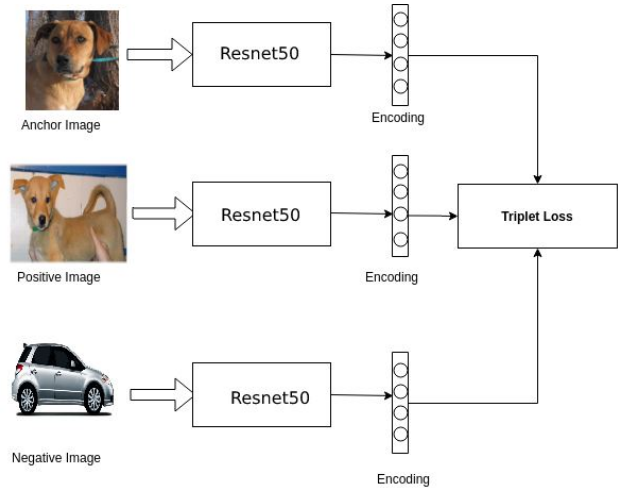 Resnet50
Encoding
Anchor Image
Resnet50
Triplet Loss
Encoding
Positive Image
Resnet50
Encoding
Negative Image